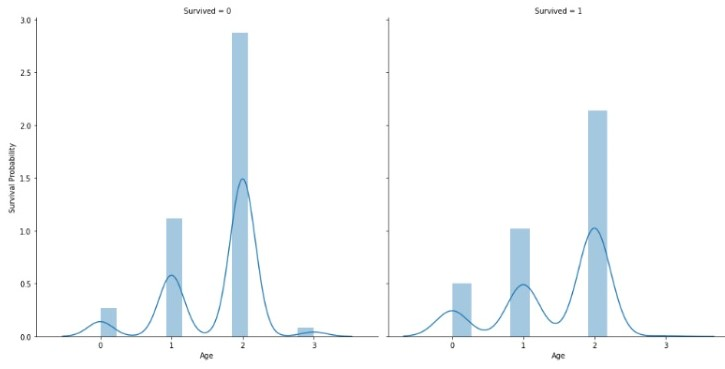 Survived = 0
Survived = 1
Survival Probability
3.0
2.5
2.0
1.5
1.0
0.5
0.0
0 1 2 3
0 1 2 3
Age
Age